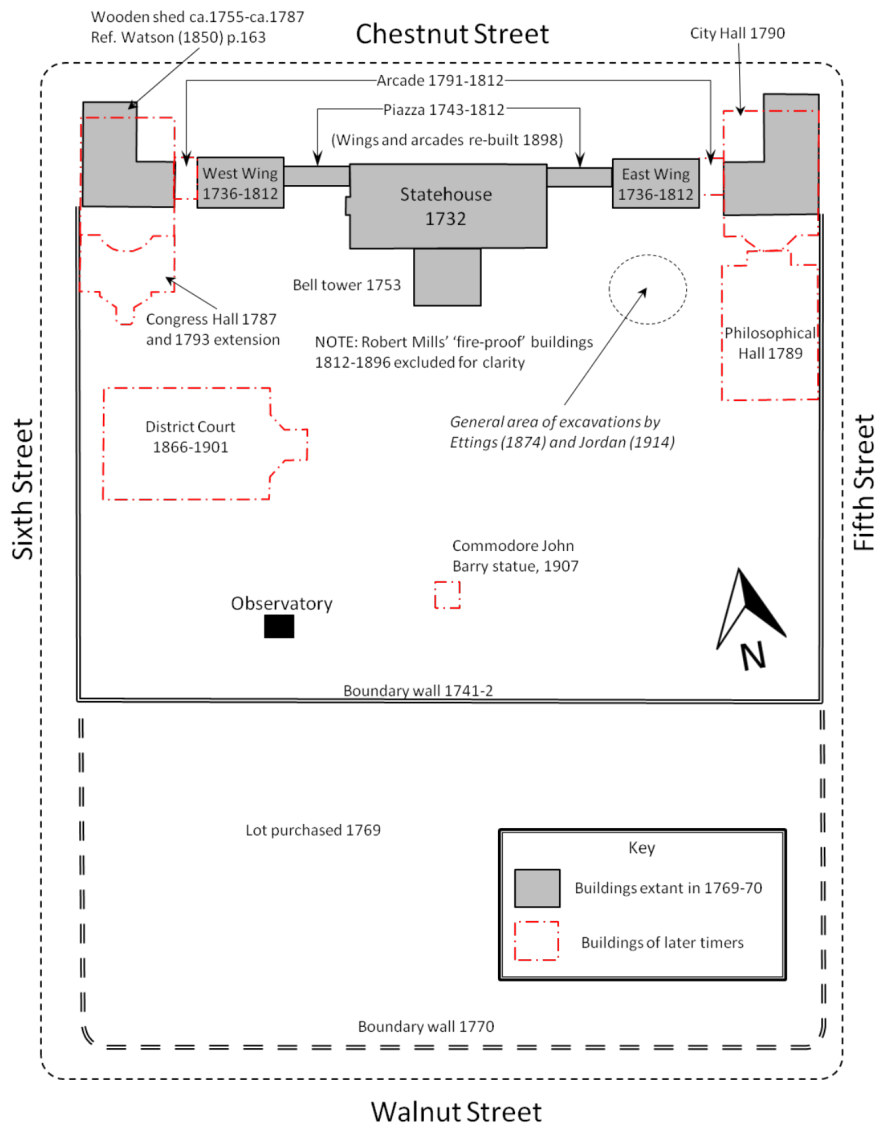 Wooden shed ca.1755-ca.1787
Ref. Watson (1850) p.163
Chestnut Street
City Hall 1790
Arcade 1791-1812
Piazza 1743-1812
(Wings and arcades re-built 1898)
West Wing
1736-1812
Statehouse
1732
East Wing
1736-1812
Bell tower 1753
Congress Hall 1787
and 1793 extension
NOTE: Robert Mills' 'fire-proof' buildings
1812-1896 excluded for clarity
Philosophical
Hall 1789
District Court
1866-1901
General area of excavations by
Ettings (1874) and Jordan (1914)
Sixth Street
Fifth Street
Commodore John
Barry statue, 1907
Observatory
N
Boundary wall 1741-2
Lot purchased 1769
Key
Buildings extant in 1769-70
Buildings of later timers
Boundary wall 1770
Walnut Street